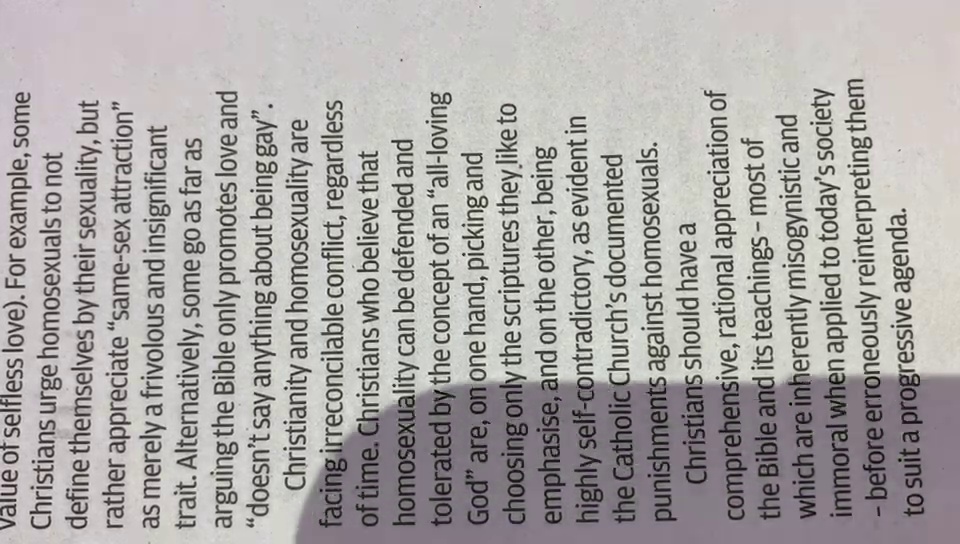 value of selfless love). For example, some
Christians urge homosexuals to not
define themselves by their sexuality, but
rather appreciate “same-sex attraction”
as merely a frivolous and insignificant
trait. Alternatively, some go as far as
arguing the Bible only promotes love and
“doesn’t say anything about being gay”.
Christianity and homosexuality are
facing irreconcilable conflict, regardless
of time. Christians who believe that
homosexuality can be defended and
tolerated by the concept of an “all-loving
God” are, on one hand, picking and
choosing only the scriptures they like to
emphasise, and on the other, being
highly self-contradictory, as evident in
the Catholic Church’s documented
punishments against homosexuals.
Christians should have a
comprehensive, rational appreciation of
the Bible and its teachings – most of
which are inherently misogynistic and
immoral when applied to today’s society
– before erroneously reinterpreting them
to suit a progressive agenda.